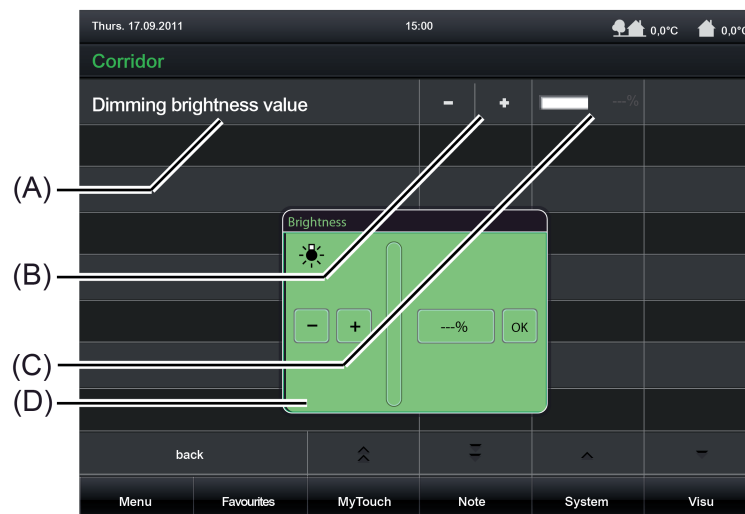 Thurs. 17.09.2011 15:00 0,0°C 0,0°C
Corridor
Dimming brightness value - + ---%
(A)
Brightness
(B)
- + ---% OK
(C)
(D)
back
Menu Favourites MyTouch Note System Visu